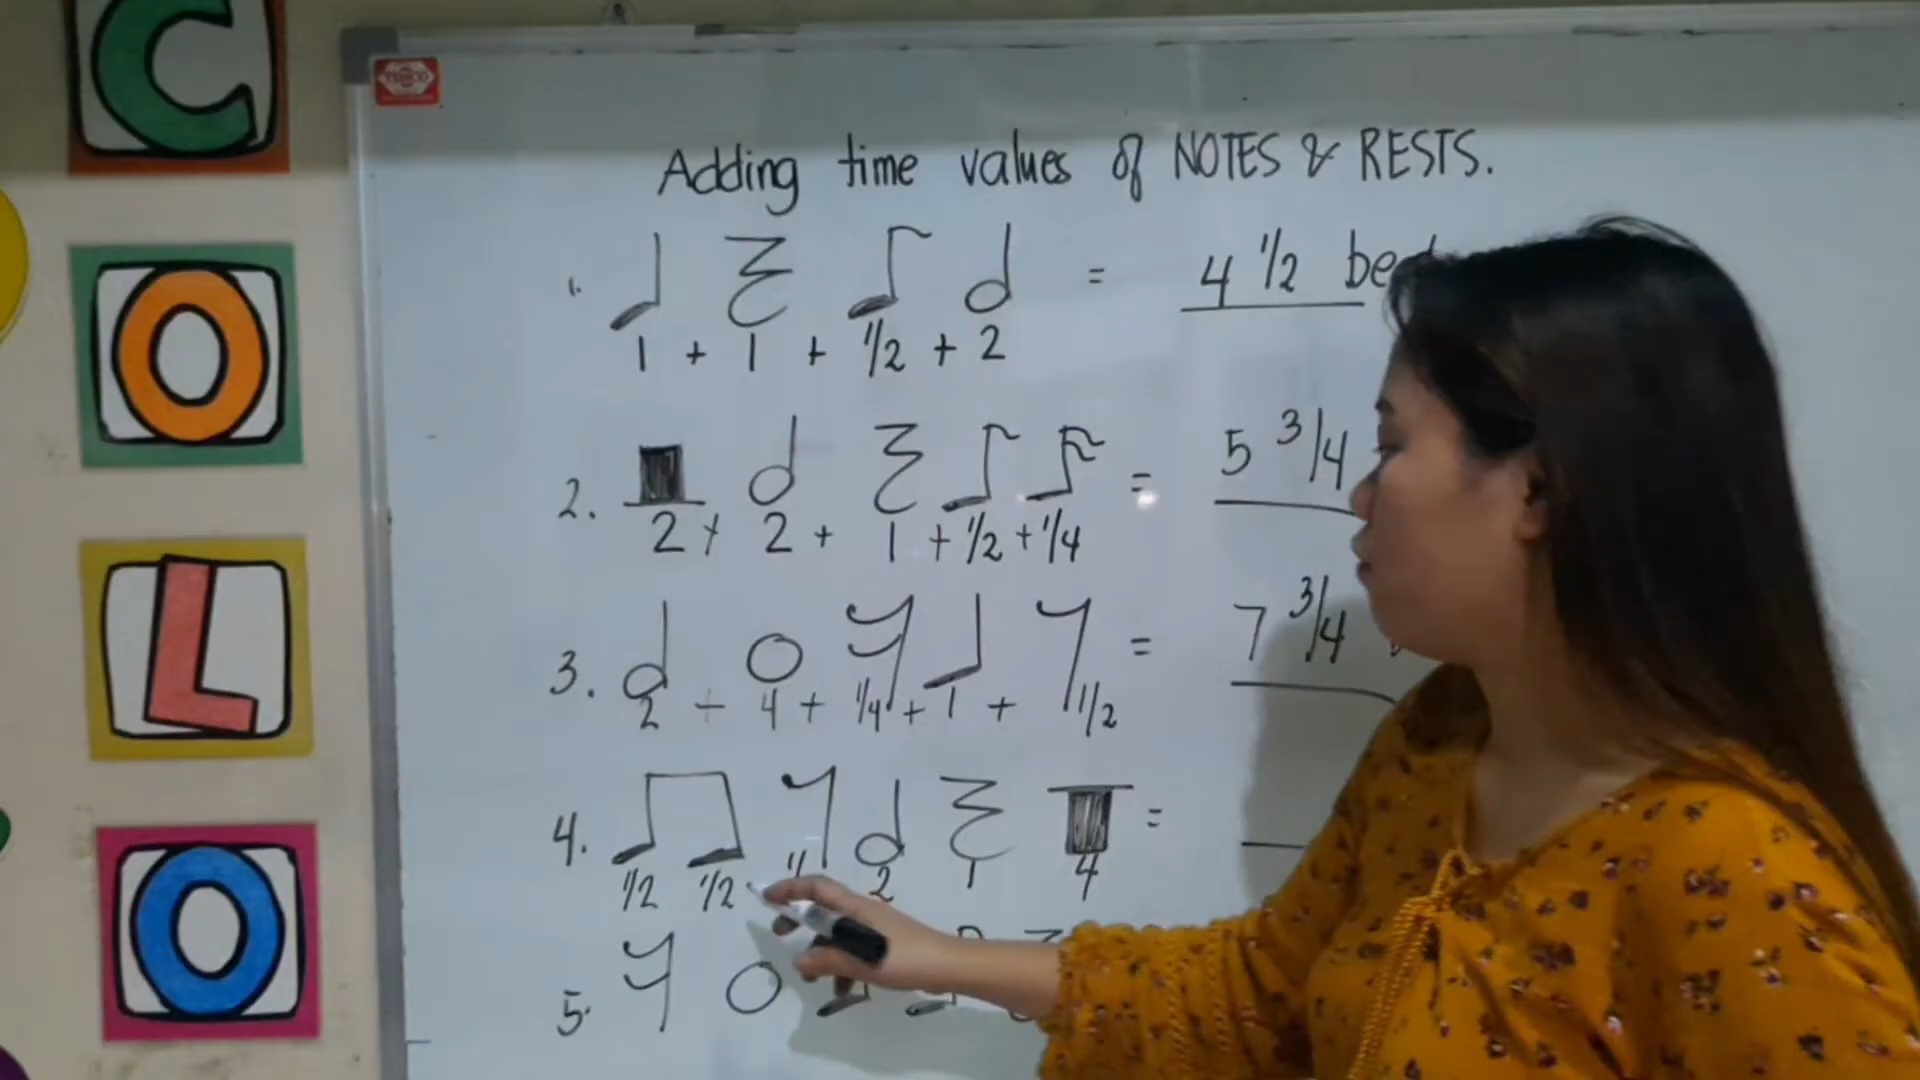 C
O
L
O
Adding time values of NOTES & RESTS.
1. = 4 1/2
1 + 1 + 1/2 + 2
2. = 5 3/4
2 + 2 + 1 + 1/2 + 1/4
3. = 7 3/4
2 + 4 + 1/4 + 1 + 1/2
4. =
1/2 1/2 2 1 4
5.